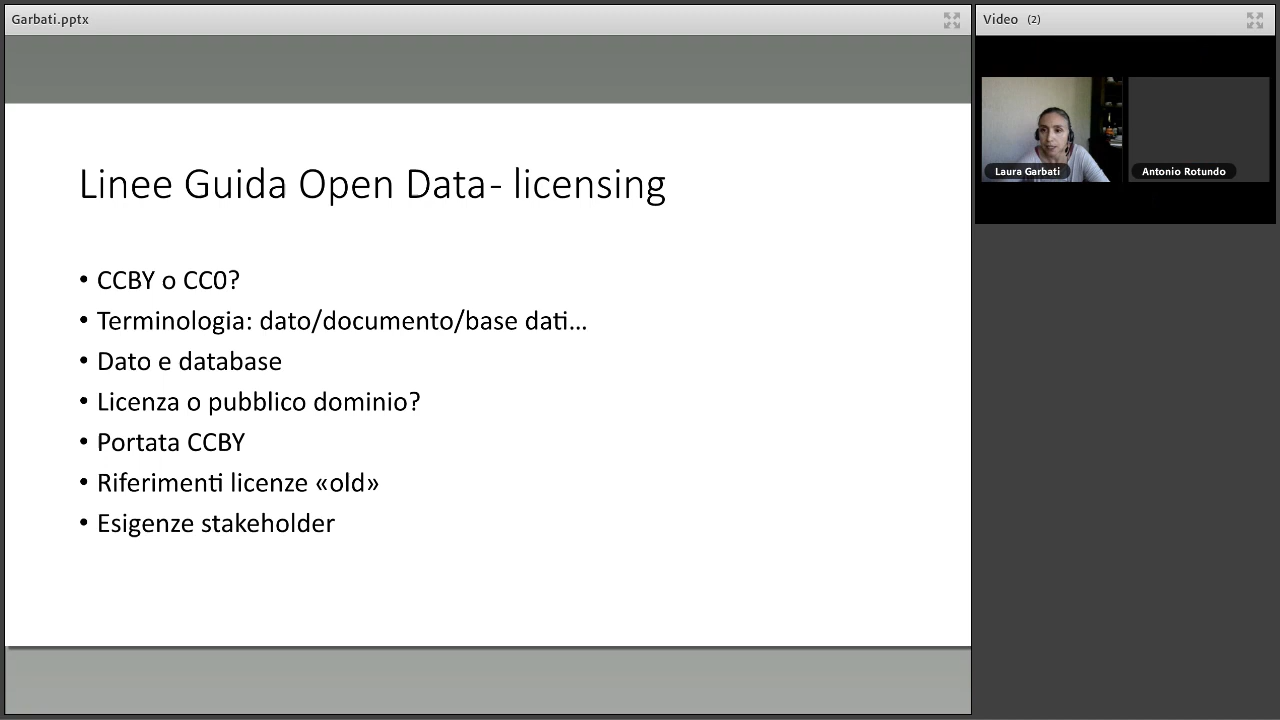 Garbati.pptx
Video (2)
Laura Garbati
Antonio Rotundo
Linee Guida Open Data- licensing
• CCBY o CC0?
• Terminologia: dato/documento/base dati...
• Dato e database
• Licenza o pubblico dominio?
• Portata CCBY
• Riferimenti licenze «old»
• Esigenze stakeholder